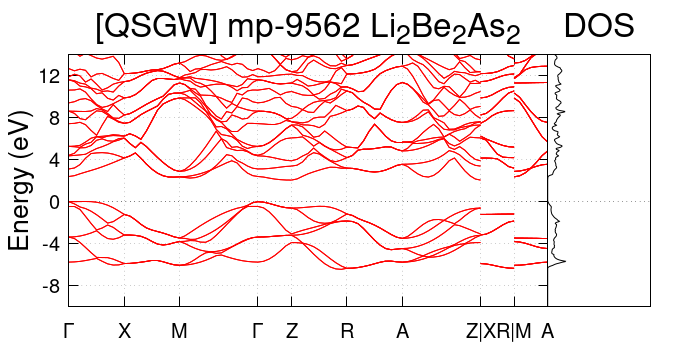 [QSGW] mp-9562 Li₂Be₂As₂ DOS
Energy (eV)
12
8
4
0
-4
-8
Γ X M Γ Z R A Z|XR|M A